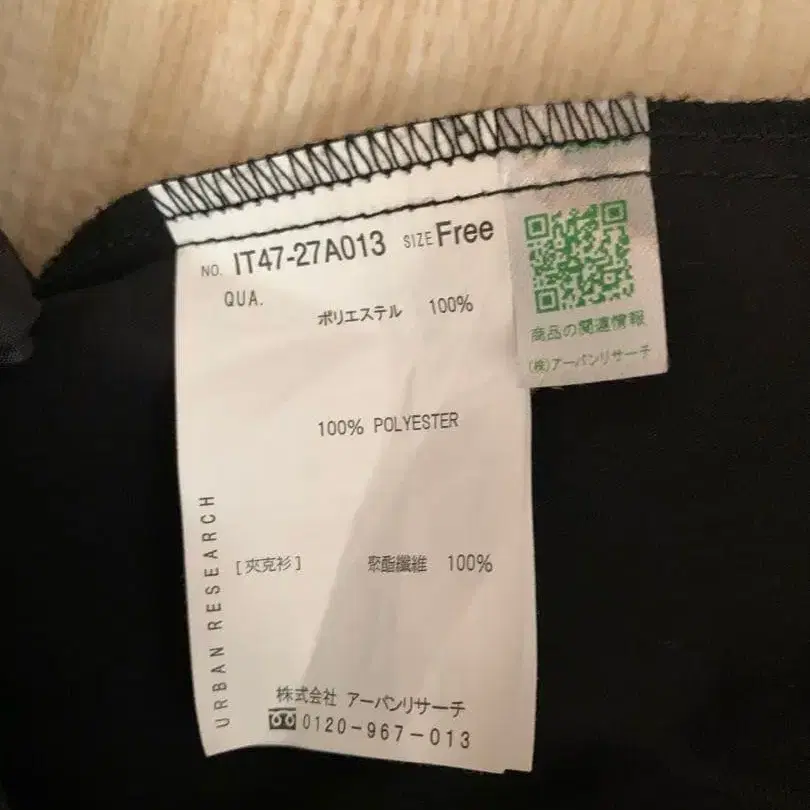 NO. IT47-27A013 SIZE Free
QUA.
ポリエステル 100%
100% POLYESTER
[夾克衫] 聚酯纖維 100%
URBAN RESEARCH
株式会社 アーバンリサーチ
0120-967-013
商品の関連情報
(株)アーバンリサーチ